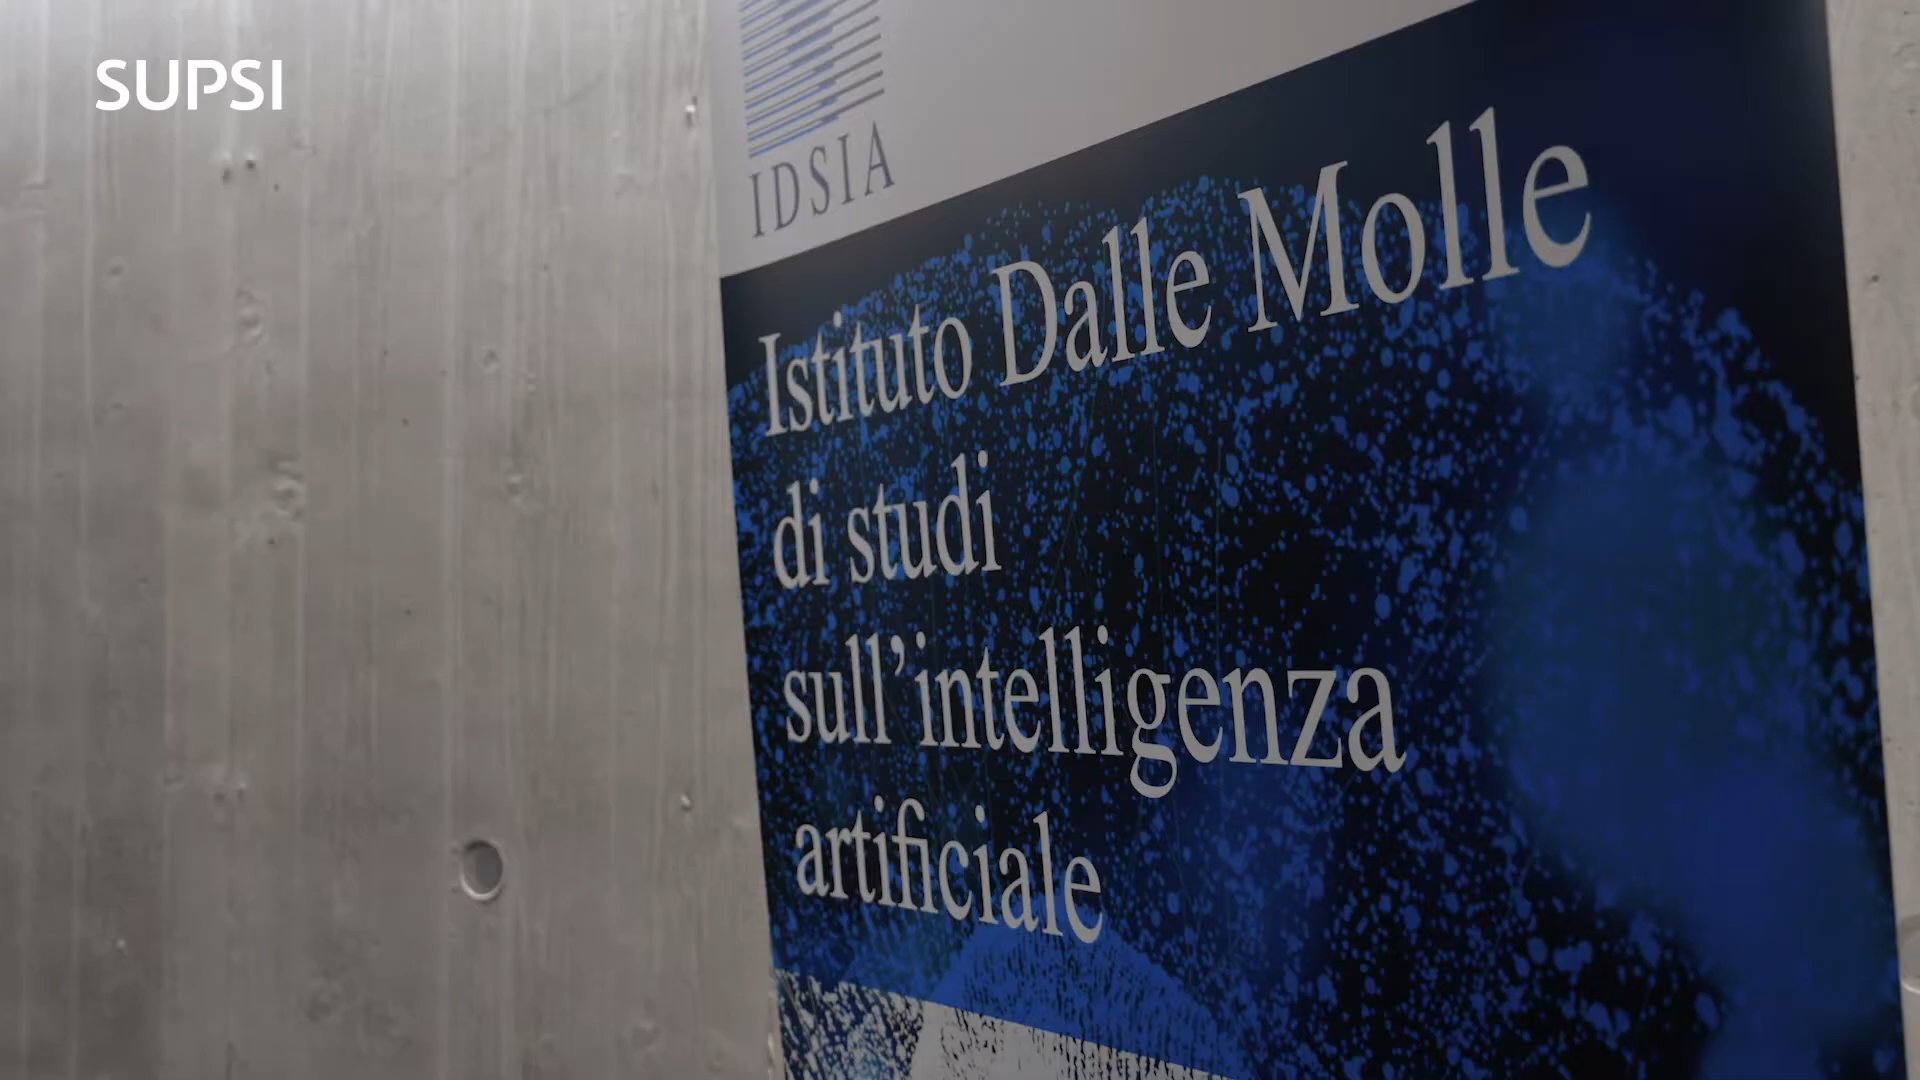 SUPSI
IDSIA
Istituto Dalle Molle
di studi
sull’intelligenza
artificiale